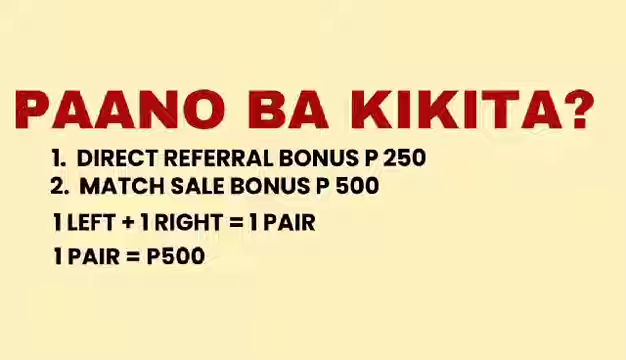 PAANO BA KIKITA?
1. DIRECT REFERRAL BONUS P 250
2. MATCH SALE BONUS P 500
1 LEFT + 1 RIGHT = 1 PAIR
1 PAIR = P500